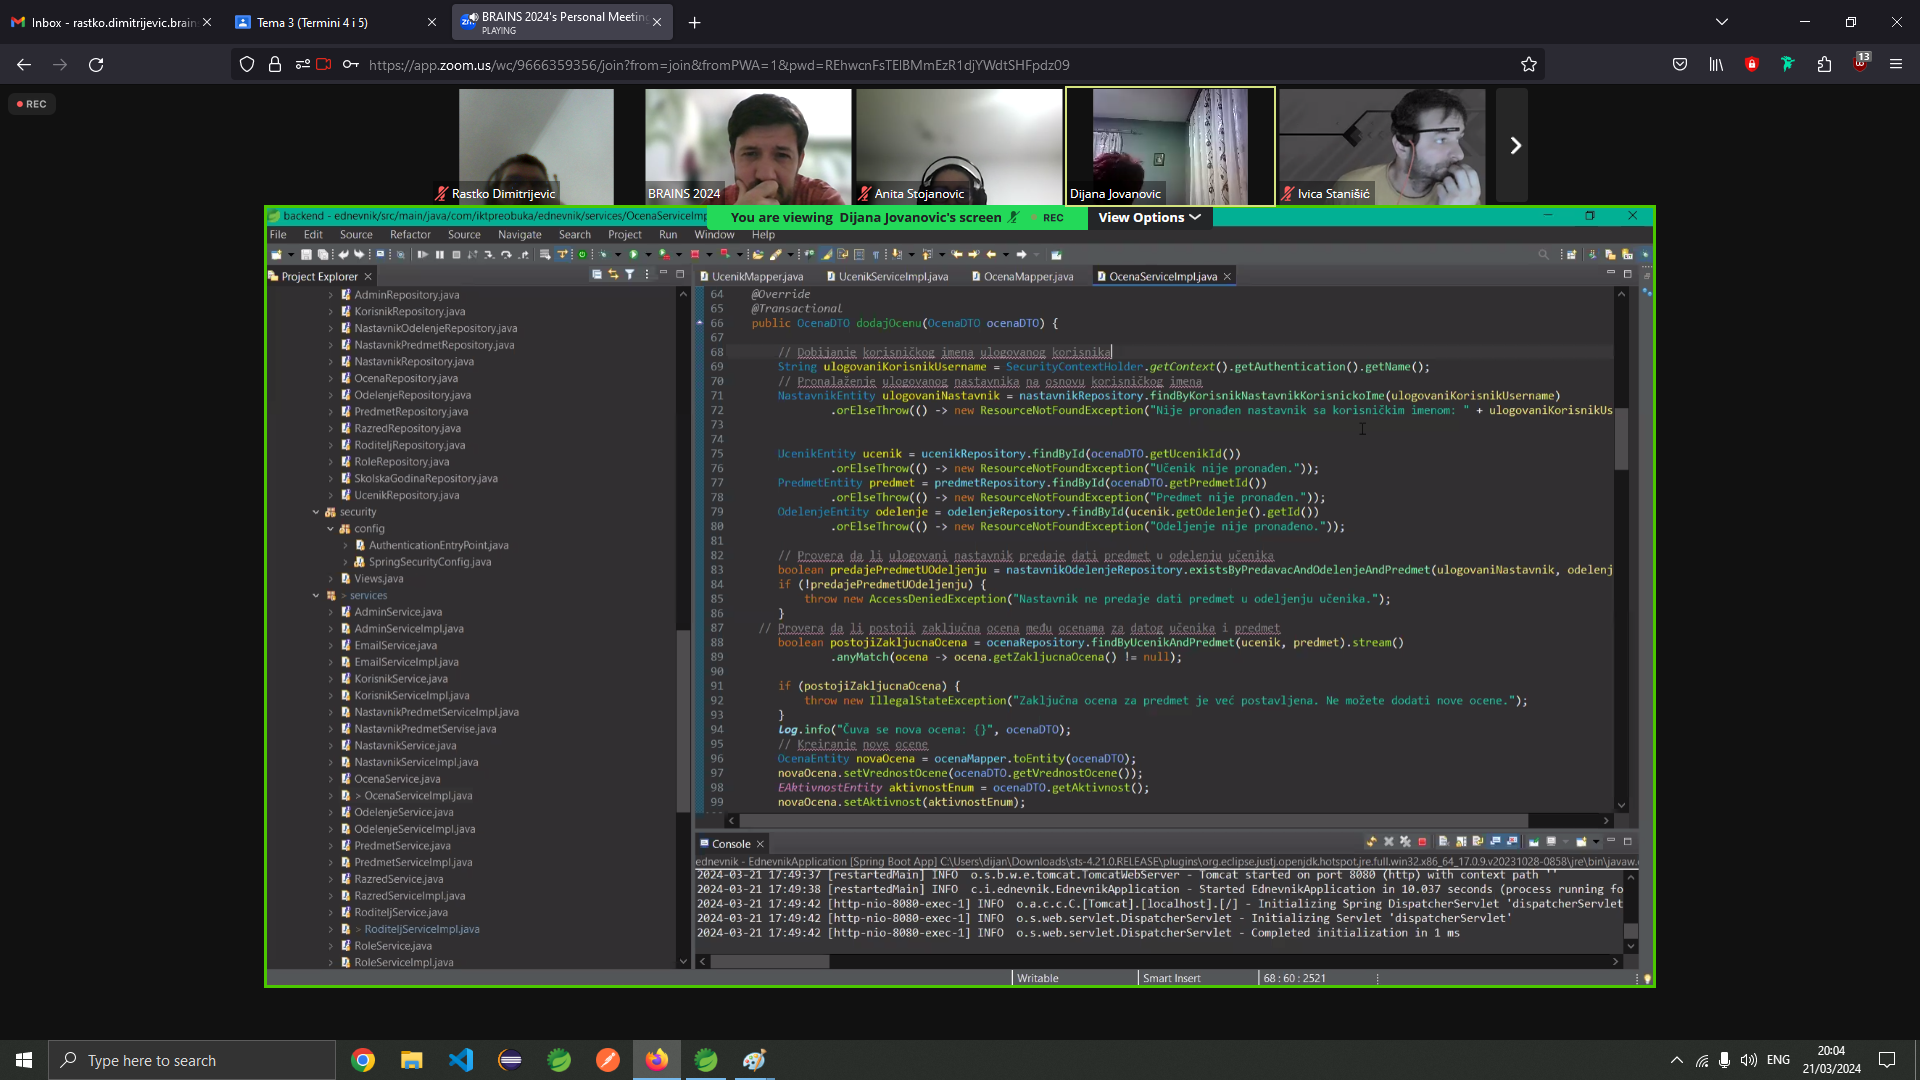 Inbox - rastko.dimitrijevic.brain
Tema 3 (Termini 4 i 5)
BRAINS 2024's Personal Meeting
PLAYING
https://app.zoom.us/wc/9666359356/join?from=join&fromPWA=1&pwd=REhwcnFsTElBMmEzR1djYWdtSHFpdz09
13
REC
Rastko Dimitrijevic
BRAINS 2024
Anita Stojanovic
Dijana Jovanovic
Ivica Stanišić
backend - ednevnik/src/main/java/com/iktpreobuka/ednevnik/services/OcenaServiceImp
You are viewing Dijana Jovanovic's screen
REC
View Options
File Edit Source Refactor Source Navigate Search Project Run Window Help
Project Explorer
UcenikMapper.java
UcenikServiceImpl.java
OcenaMapper.java
OcenaServiceImpl.java
AdminRepository.java
KorisnikRepository.java
NastavnikOdelenjeRepository.java
NastavnikPredmetRepository.java
NastavnikRepository.java
OcenaRepository.java
OdelenjeRepository.java
PredmetRepository.java
RazredRepository.java
RoditeljRepository.java
RoleRepository.java
SkolskaGodinaRepository.java
UcenikRepository.java
security
config
AuthenticationEntryPoint.java
SpringSecurityConfig.java
Views.java
> services
AdminService.java
AdminServiceImpl.java
EmailService.java
EmailServiceImpl.java
KorisnikService.java
KorisnikServiceImpl.java
NastavnikPredmetServiceImpl.java
NastavnikPredmetServise.java
NastavnikService.java
NastavnikServiceImpl.java
OcenaService.java
> OcenaServiceImpl.java
OdelenjeService.java
OdelenjeServiceImpl.java
PredmetService.java
PredmetServiceImpl.java
RazredService.java
RazredServiceImpl.java
RoditeljService.java
> RoditeljServiceImpl.java
RoleService.java
RoleServiceImpl.java
64 @Override
65 @Transactional
66 public OcenaDTO dodajOcenu(OcenaDTO ocenaDTO) {
67
68 // Dobijanje korisničkog imena ulogovanog korisnika
69 String ulogovaniKorisnikUsername = SecurityContextHolder.getContext().getAuthentication().getName();
70 // Pronalaženje ulogovanog nastavnika na osnovu korisničkog imena
71 NastavnikEntity ulogovaniNastavnik = nastavnikRepository.findByKorisnikNastavnikKorisnickoIme(ulogovaniKorisnikUsername)
72 .orElseThrow(() -> new ResourceNotFoundException("Nije pronađen nastavnik sa korisničkim imenom: " + ulogovaniKorisnikUs
73
74
75 UcenikEntity ucenik = ucenikRepository.findById(ocenaDTO.getUcenikId())
76 .orElseThrow(() -> new ResourceNotFoundException("Učenik nije pronađen."));
77 PredmetEntity predmet = predmetRepository.findById(ocenaDTO.getPredmetId())
78 .orElseThrow(() -> new ResourceNotFoundException("Predmet nije pronađen."));
79 OdelenjeEntity odelenje = odelenjeRepository.findById(ucenik.getOdelenje().getId())
80 .orElseThrow(() -> new ResourceNotFoundException("Odeljenje nije pronađeno."));
81
82 // Provera da li ulogovani nastavnik predaje dati predmet u odelenju učenika
83 boolean predajePredmetUOdeljenju = nastavnikOdelenjeRepository.existsByPredavacAndOdelenjeAndPredmet(ulogovaniNastavnik, odelenj
84 if (!predajePredmetUOdeljenju) {
85 throw new AccessDeniedException("Nastavnik ne predaje dati predmet u odeljenju učenika.");
86 }
87 // Provera da li postoji zaključna ocena među ocenama za datog učenika i predmet
88 boolean postojiZakljucnaOcena = ocenaRepository.findByUcenikAndPredmet(ucenik, predmet).stream()
89 .anyMatch(ocena -> ocena.getZakljucnaOcena() != null);
90
91 if (postojiZakljucnaOcena) {
92 throw new IllegalStateException("Zaključna ocena za predmet je već postavljena. Ne možete dodati nove ocene.");
93 }
94 log.info("Čuva se nova ocena: {}", ocenaDTO);
95 // Kreiranje nove ocene
96 OcenaEntity novaOcena = ocenaMapper.toEntity(ocenaDTO);
97 novaOcena.setVrednostOcene(ocenaDTO.getVrednostOcene());
98 EAktivnostEntity aktivnostEnum = ocenaDTO.getAktivnost();
99 novaOcena.setAktivnost(aktivnostEnum);
Console
ednevnik - EdnevnikApplication [Spring Boot App] C:\Users\dijan\Downloads\sts-4.21.0.RELEASE\plugins\org.eclipse.justj.openjdk.hotspot.jre.full.win32.x86_64_17.0.9.v20231028-0858\jre\bin\javaw.
2024-03-21 17:49:37 [restartedMain] INFO o.s.b.w.e.tomcat.TomcatWebServer - Tomcat started on port 8080 (http) with context path ''
2024-03-21 17:49:38 [restartedMain] INFO c.i.ednevnik.EdnevnikApplication - Started EdnevnikApplication in 10.037 seconds (process running fo
2024-03-21 17:49:42 [http-nio-8080-exec-1] INFO o.a.c.c.C.[Tomcat].[localhost].[/] - Initializing Spring DispatcherServlet 'dispatcherServlet
2024-03-21 17:49:42 [http-nio-8080-exec-1] INFO o.s.web.servlet.DispatcherServlet - Initializing Servlet 'dispatcherServlet'
2024-03-21 17:49:42 [http-nio-8080-exec-1] INFO o.s.web.servlet.DispatcherServlet - Completed initialization in 1 ms
Writable
Smart Insert
68 : 60 : 2521
Type here to search
ENG
20:04
21/03/2024